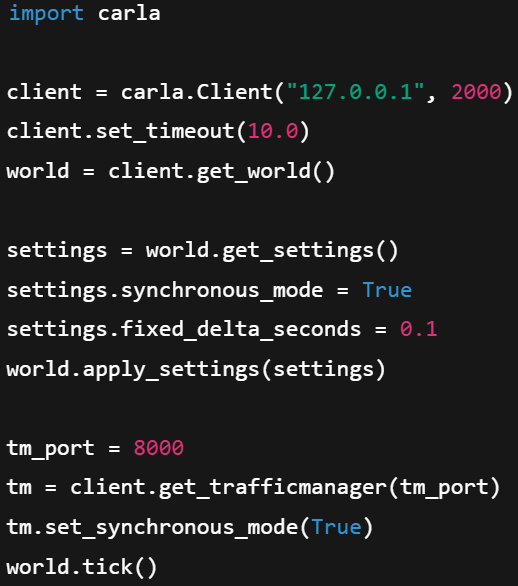 import carla
client = carla.Client("127.0.0.1", 2000)
client.set_timeout(10.0)
world = client.get_world()
settings = world.get_settings()
settings.synchronous_mode = True
settings.fixed_delta_seconds = 0.1
world.apply_settings(settings)
tm_port = 8000
tm = client.get_trafficmanager(tm_port)
tm.set_synchronous_mode(True)
world.tick()